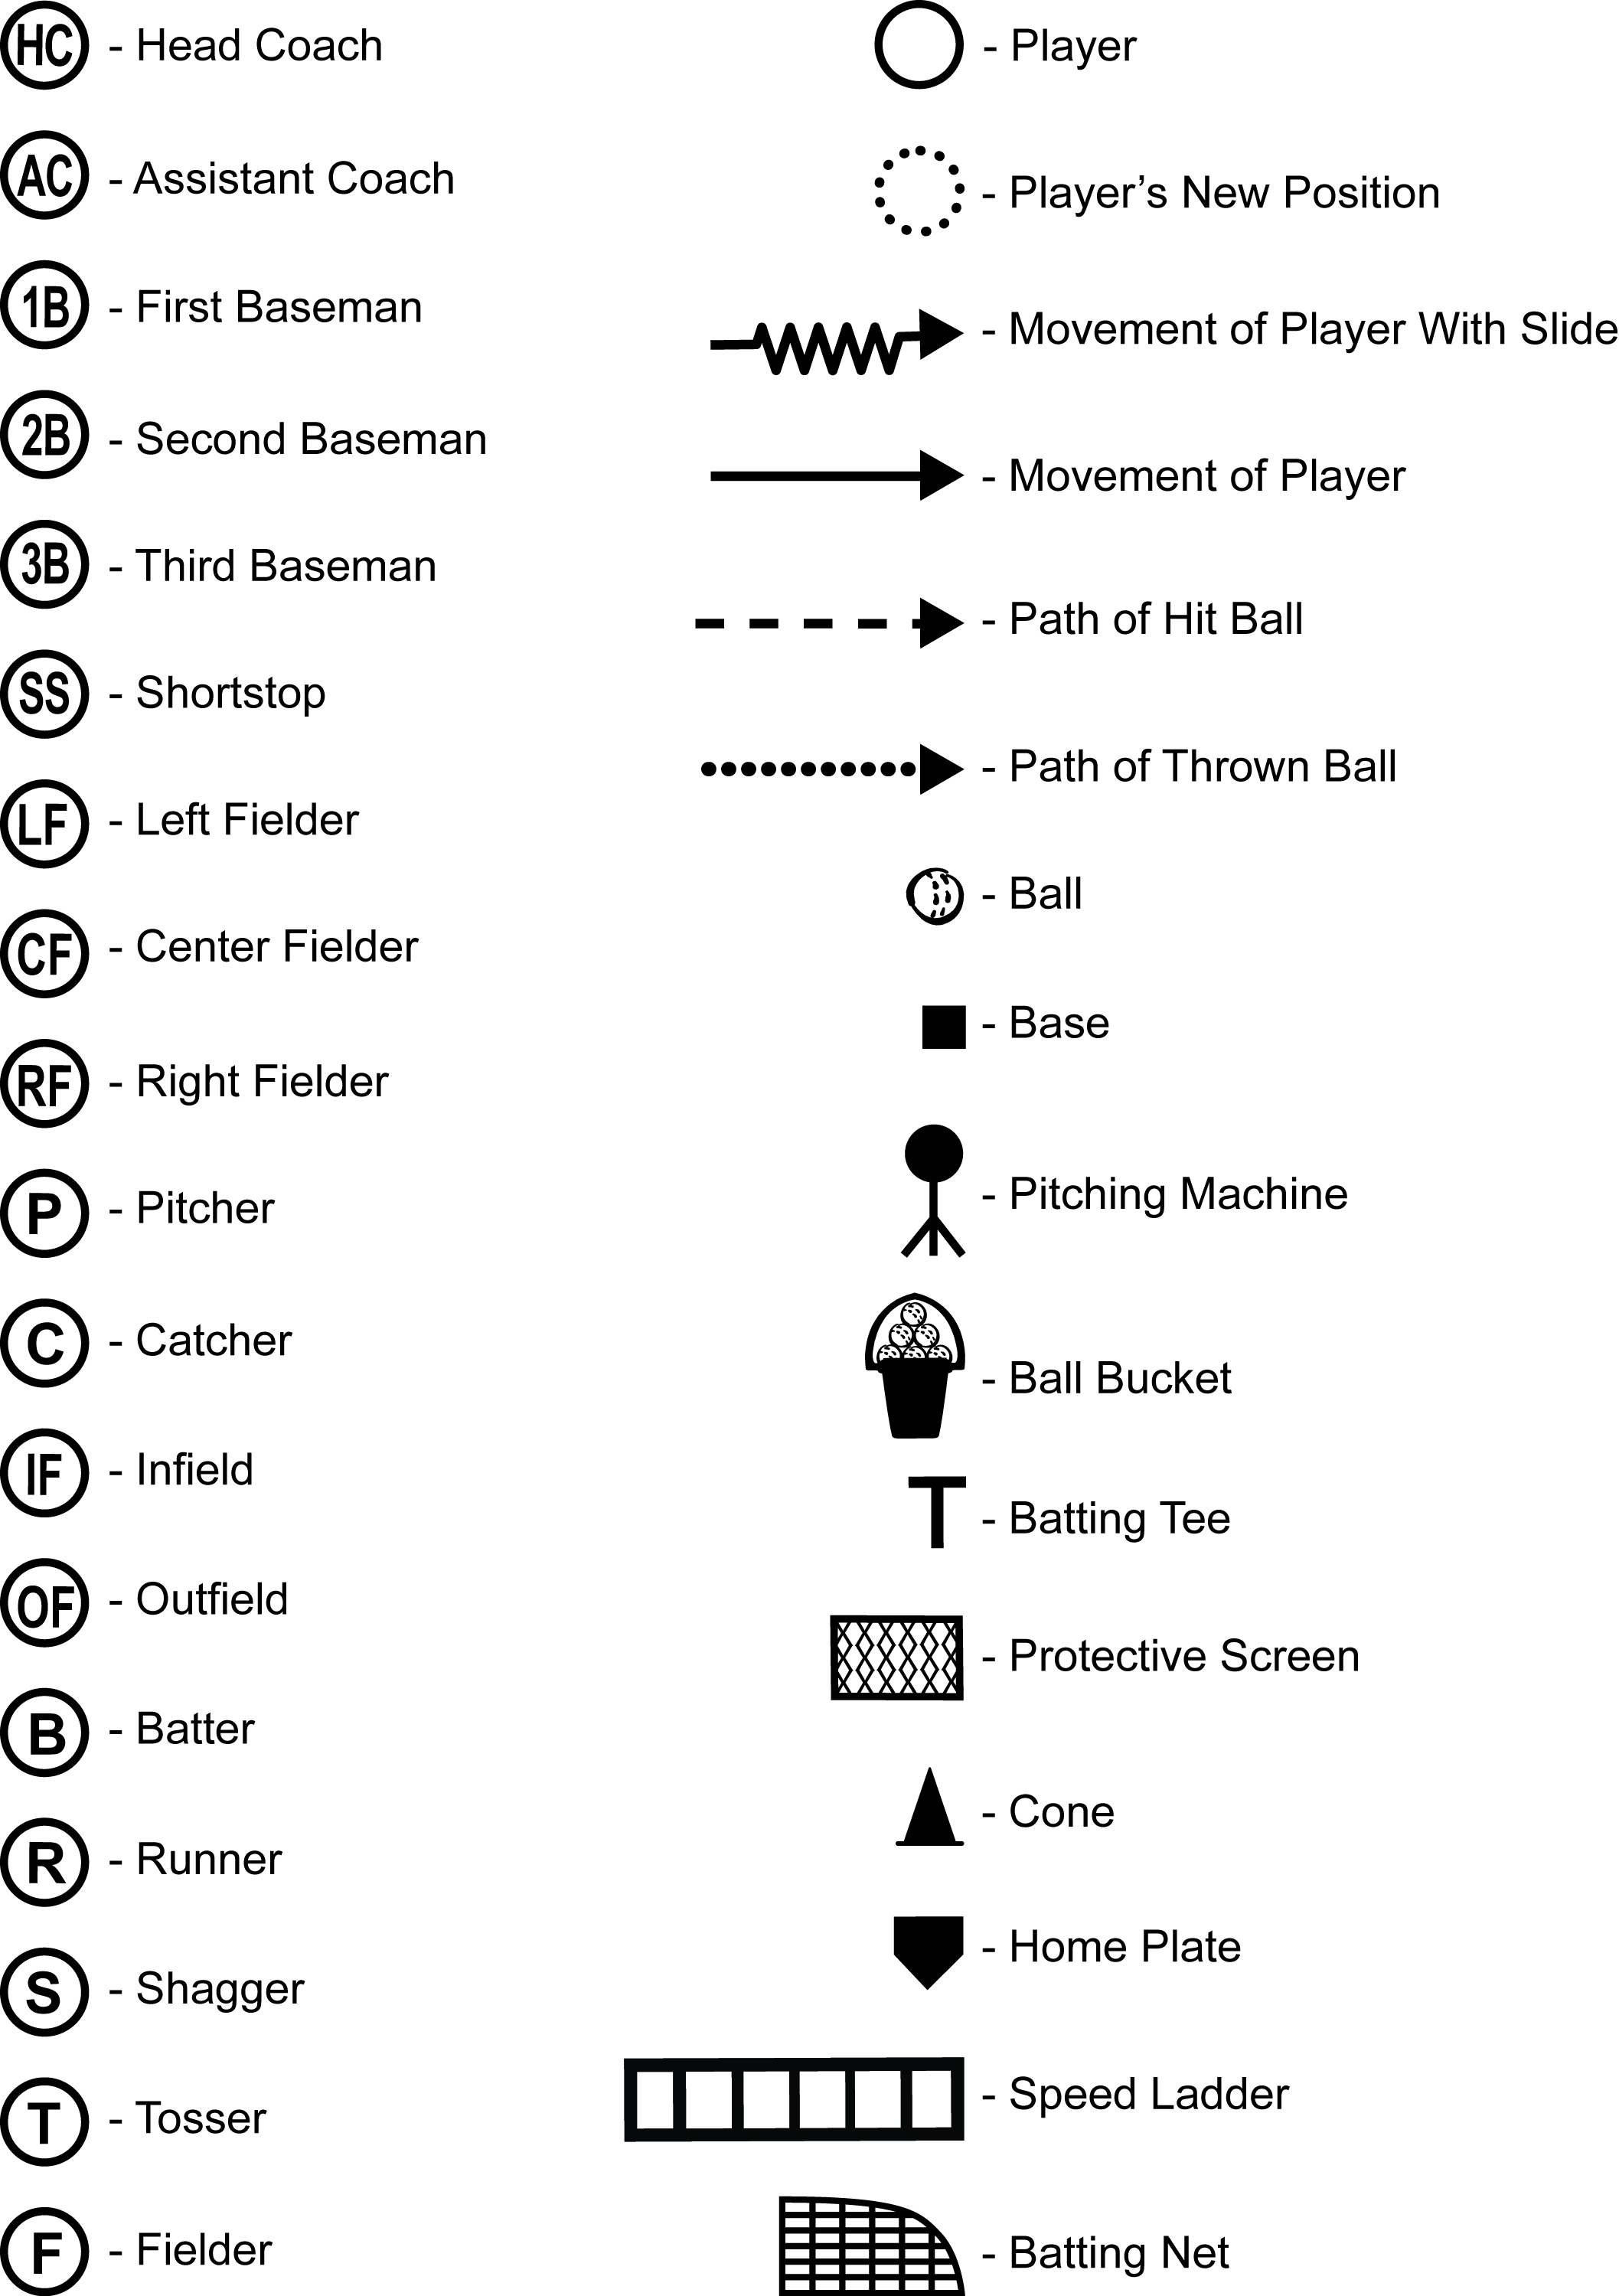 HC - Head Coach
AC - Assistant Coach
1B - First Baseman
2B - Second Baseman
3B - Third Baseman
SS - Shortstop
LF - Left Fielder
CF - Center Fielder
RF - Right Fielder
P - Pitcher
C - Catcher
IF - Infield
OF - Outfield
B - Batter
R - Runner
S - Shagger
T - Tosser
F - Fielder
- Player
- Player’s New Position
- Movement of Player With Slide
- Movement of Player
- Path of Hit Ball
- Path of Thrown Ball
- Ball
- Base
- Pitching Machine
- Ball Bucket
T - Batting Tee
- Protective Screen
- Cone
- Home Plate
- Speed Ladder
- Batting Net